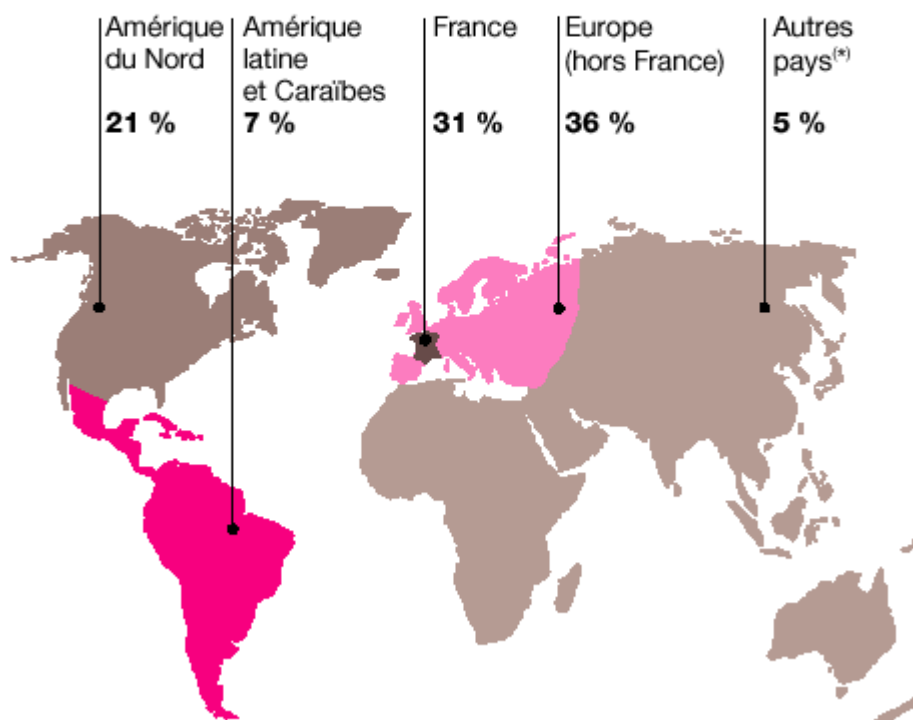 Amérique
du Nord
21 %
Amérique
latine
et Caraïbes
7 %
France
31 %
Europe
(hors France)
36 %
Autres
pays(*)
5 %